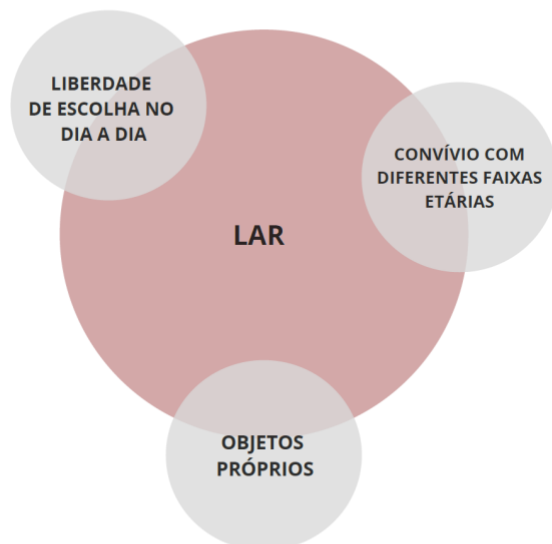 LIBERDADE
DE ESCOLHA NO
DIA A DIA
CONVÍVIO COM
DIFERENTES FAIXAS
ETÁRIAS
LAR
OBJETOS
PRÓPRIOS